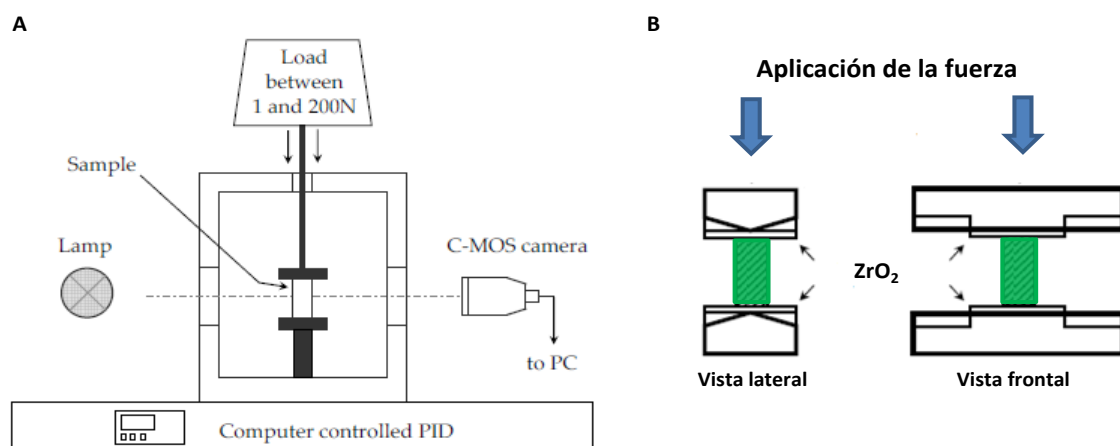 A
Load
between
1 and 200N
Sample
Lamp
C-MOS camera
to PC
Computer controlled PID
B
Aplicación de la fuerza
ZrO₂
Vista lateral
Vista frontal